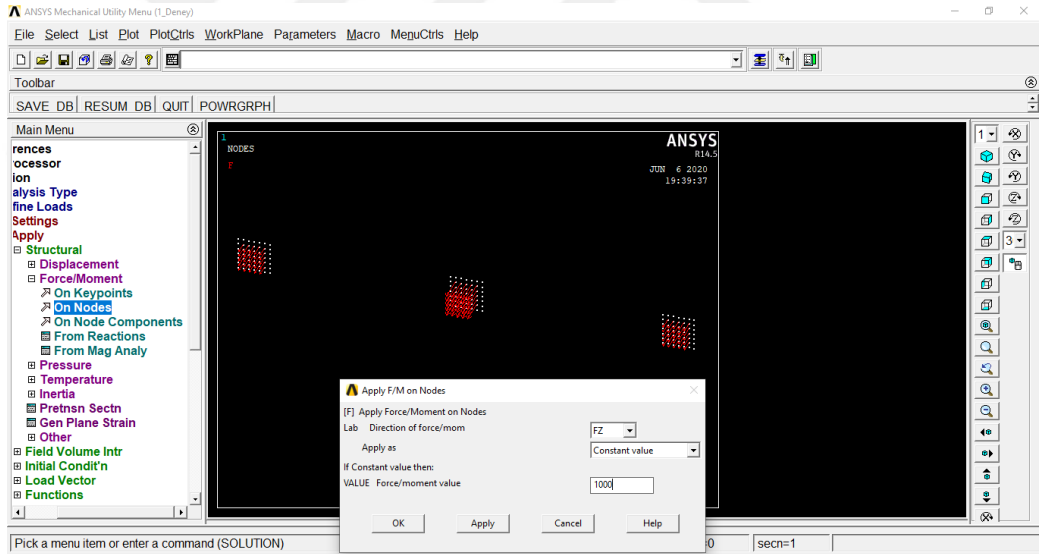 ANSYS Mechanical Utility Menu (1_Deney)
File Select List Plot PlotCtrls WorkPlane Parameters Macro MenuCtrls Help
Toolbar
SAVE_DB RESUM_DB QUIT POWRGRPH
Main Menu
rences
ocessor
ion
alysis Type
fine Loads
Settings
Apply
Structural
Displacement
Force/Moment
On Keypoints
On Nodes
On Node Components
From Reactions
From Mag Analy
Pressure
Temperature
Inertia
Pretnsn Sectn
Gen Plane Strain
Other
Field Volume Intr
Initial Condit'n
Load Vector
Functions
1
NODES
F
ANSYS
R14.5
JUN 6 2020
19:39:37
1
3
Apply F/M on Nodes
[F] Apply Force/Moment on Nodes
Lab Direction of force/mom FZ
Apply as Constant value
If Constant value then:
VALUE Force/moment value 1000
OK Apply Cancel Help
Pick a menu item or enter a command (SOLUTION) =0 secn=1